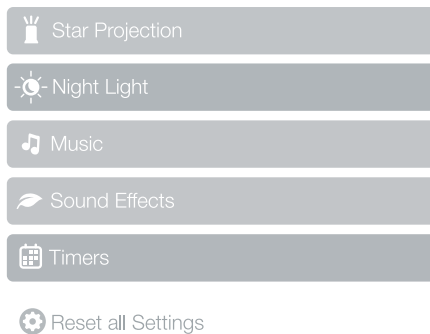 Star Projection
Night Light
Music
Sound Effects
Timers
Reset all Settings